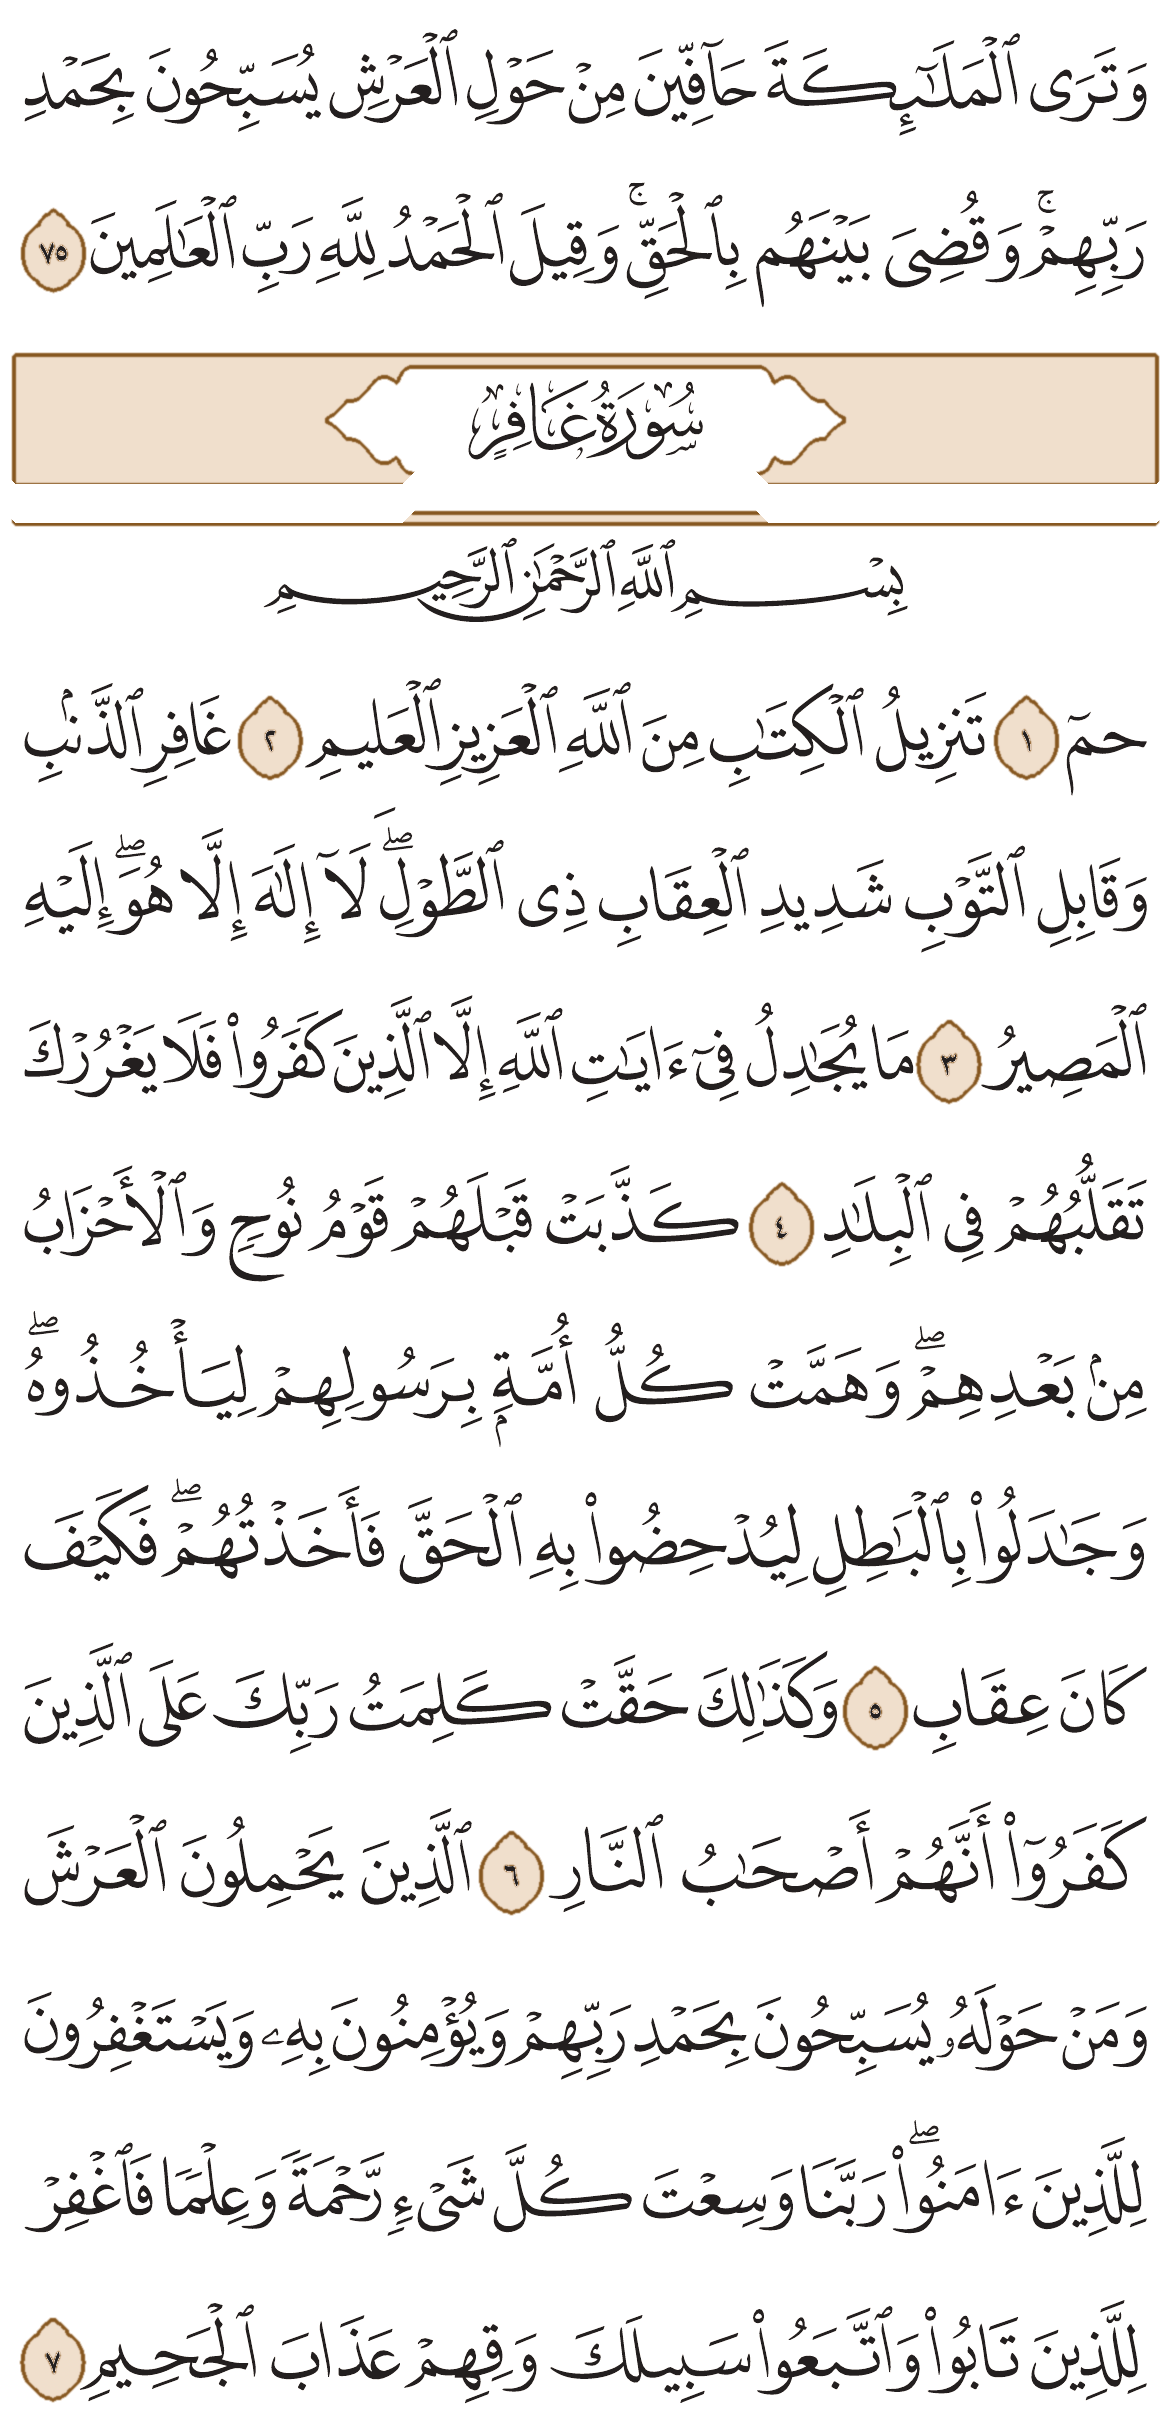 وَتَرَى ٱلْمَلَٰٓئِكَةَ حَآفِّينَ مِنْ حَوْلِ ٱلْعَرْشِ يُسَبِّحُونَ بِحَمْدِ
رَبِّهِمْ ۚ وَقُضِىَ بَيْنَهُم بِٱلْحَقِّ ۚ وَقِيلَ ٱلْحَمْدُ لِلَّهِ رَبِّ ٱلْعَٰلَمِينَ ٧٥
سُورَةُ غَافِرٍ
بِسْمِ ٱللَّهِ ٱلرَّحْمَٰنِ ٱلرَّحِيمِ
حمٓ ١ تَنزِيلُ ٱلْكِتَٰبِ مِنَ ٱللَّهِ ٱلْعَزِيزِ ٱلْعَلِيمِ ٢ غَافِرِ ٱلذَّنۢبِ
وَقَابِلِ ٱلتَّوْبِ شَدِيدِ ٱلْعِقَابِ ذِى ٱلطَّوْلِ ۖ لَآ إِلَٰهَ إِلَّا هُوَ ۖ إِلَيْهِ
ٱلْمَصِيرُ ٣ مَا يُجَٰدِلُ فِىٓ ءَايَٰتِ ٱللَّهِ إِلَّا ٱلَّذِينَ كَفَرُوا۟ فَلَا يَغْرُرْكَ
تَقَلُّبُهُمْ فِى ٱلْبِلَٰدِ ٤ كَذَّبَتْ قَبْلَهُمْ قَوْمُ نُوحٍ وَٱلْأَحْزَابُ
مِنۢ بَعْدِهِمْ ۖ وَهَمَّتْ كُلُّ أُمَّةٍۭ بِرَسُولِهِمْ لِيَأْخُذُوهُ ۖ
وَجَٰدَلُوا۟ بِٱلْبَٰطِلِ لِيُدْحِضُوا۟ بِهِ ٱلْحَقَّ فَأَخَذْتُهُمْ ۖ فَكَيْفَ
كَانَ عِقَابِ ٥ وَكَذَٰلِكَ حَقَّتْ كَلِمَتُ رَبِّكَ عَلَى ٱلَّذِينَ
كَفَرُوٓا۟ أَنَّهُمْ أَصْحَٰبُ ٱلنَّارِ ٦ ٱلَّذِينَ يَحْمِلُونَ ٱلْعَرْشَ
وَمَنْ حَوْلَهُۥ يُسَبِّحُونَ بِحَمْدِ رَبِّهِمْ وَيُؤْمِنُونَ بِهِۦ وَيَسْتَغْفِرُونَ
لِلَّذِينَ ءَامَنُوا۟ ۖ رَبَّنَا وَسِعْتَ كُلَّ شَىْءٍ رَّحْمَةً وَعِلْمًا فَٱغْفِرْ
لِلَّذِينَ تَابُوا۟ وَٱتَّبَعُوا۟ سَبِيلَكَ وَقِهِمْ عَذَابَ ٱلْجَحِيمِ ٧